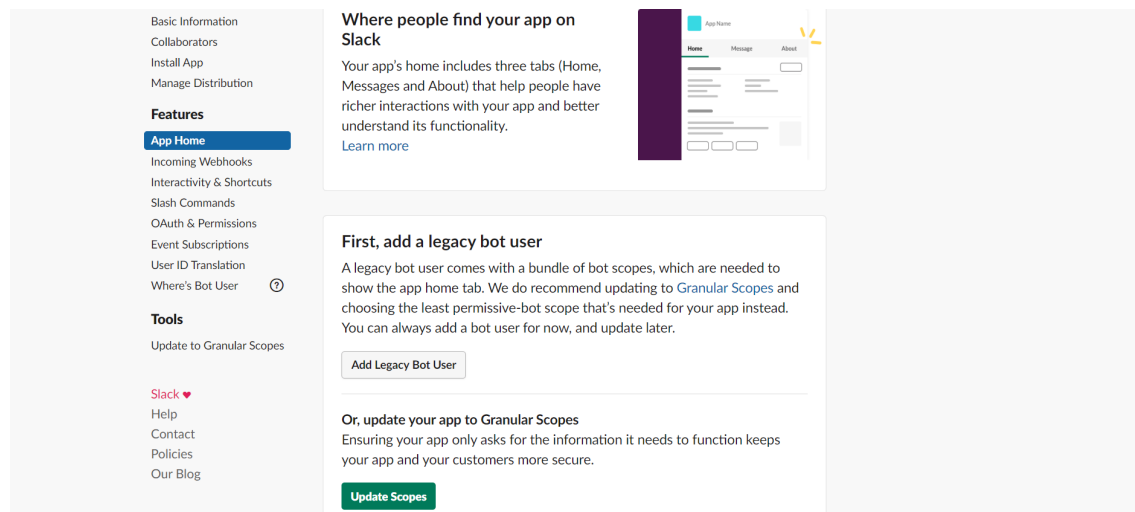 Basic Information
Collaborators
Install App
Manage Distribution
Features
App Home
Incoming Webhooks
Interactivity & Shortcuts
Slash Commands
OAuth & Permissions
Event Subscriptions
User ID Translation
Where's Bot User ?
Tools
Update to Granular Scopes
Slack ♥
Help
Contact
Policies
Our Blog
Where people find your app on
Slack
Your app's home includes three tabs (Home,
Messages and About) that help people have
richer interactions with your app and better
understand its functionality.
Learn more
App Name
Home Message About
First, add a legacy bot user
A legacy bot user comes with a bundle of bot scopes, which are needed to
show the app home tab. We do recommend updating to Granular Scopes and
choosing the least permissive-bot scope that's needed for your app instead.
You can always add a bot user for now, and update later.
Add Legacy Bot User
Or, update your app to Granular Scopes
Ensuring your app only asks for the information it needs to function keeps
your app and your customers more secure.
Update Scopes